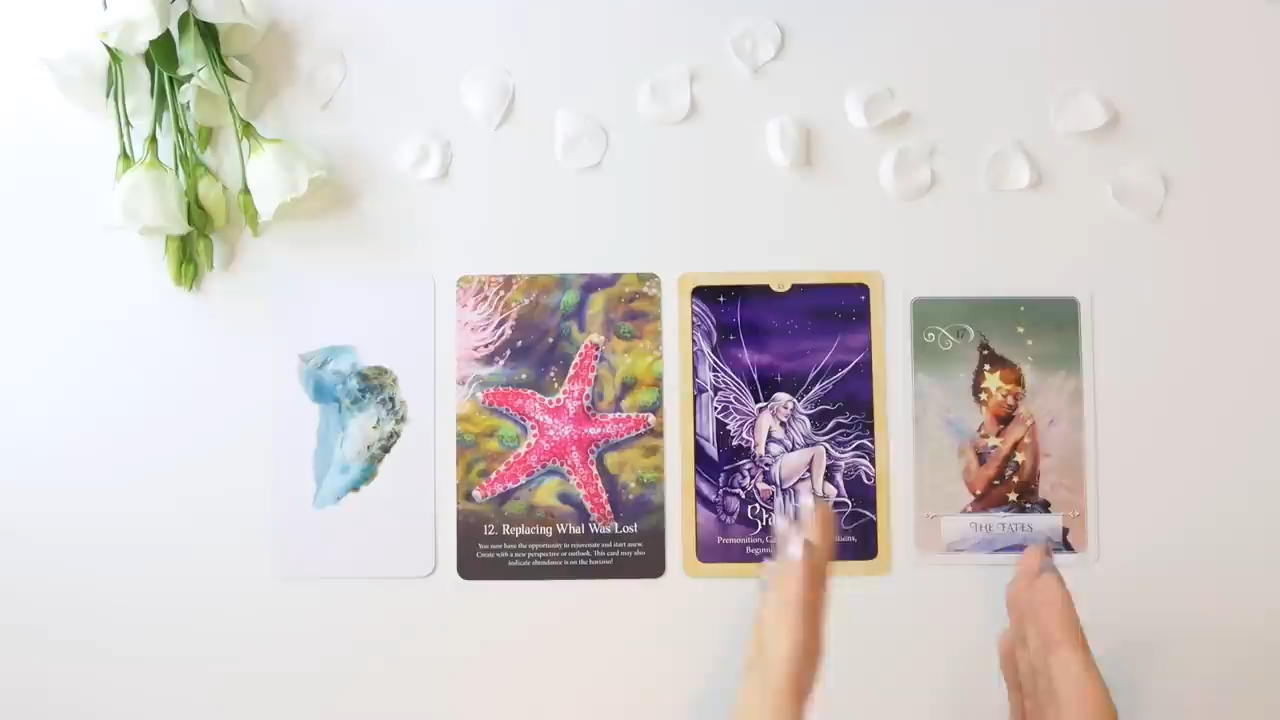 12. Replacing What Was Lost
You now have the opportunity to rejuvenate and start anew.
Create with a new perspective or outlook. This card may also
indicate abundance is on the horizon!
Premonition,
17
THE FATES